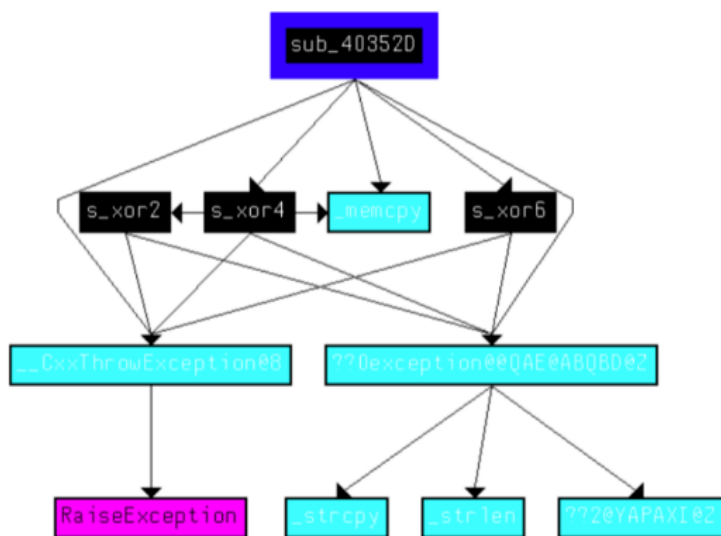 sub_40352D
s_xor2
s_xor4
_memcpy
s_xor6
__CxxThrowException@8
??0exception@@QAE@ABQBD@Z
RaiseException
_strcpy
_strlen
??2@YAPAXI@Z